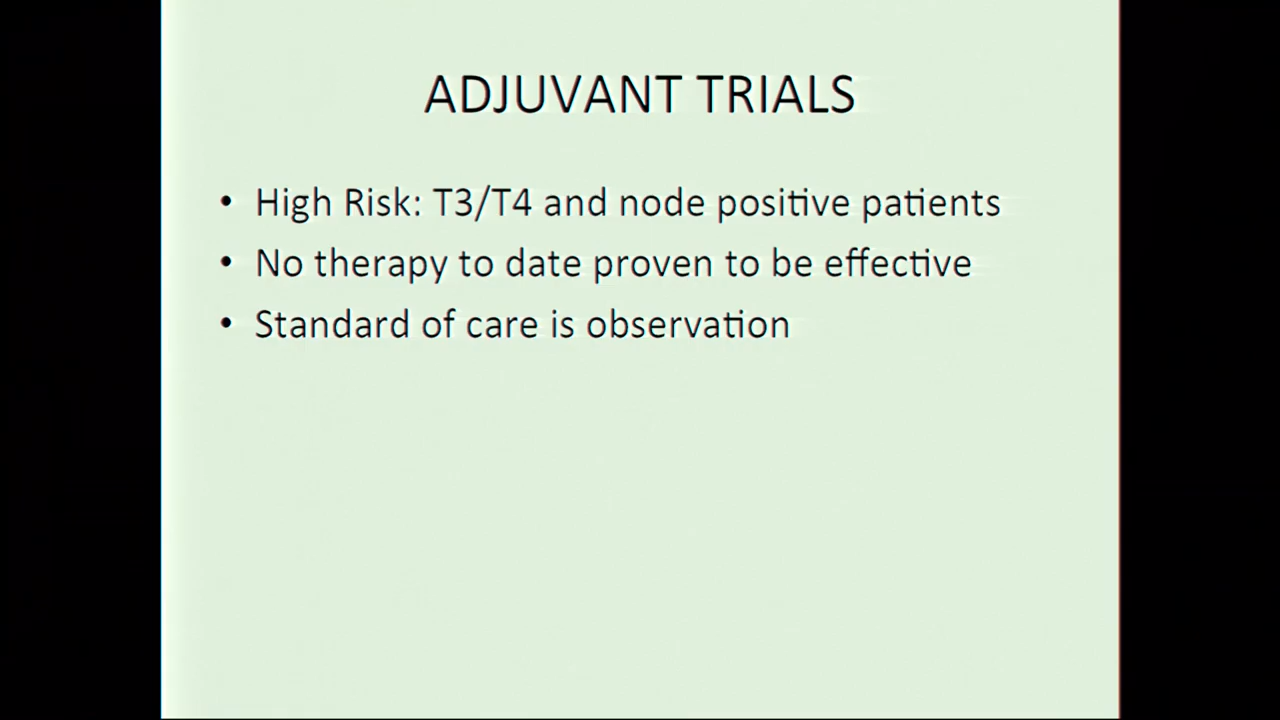 ADJUVANT TRIALS
• High Risk: T3/T4 and node positive patients
• No therapy to date proven to be effective
• Standard of care is observation